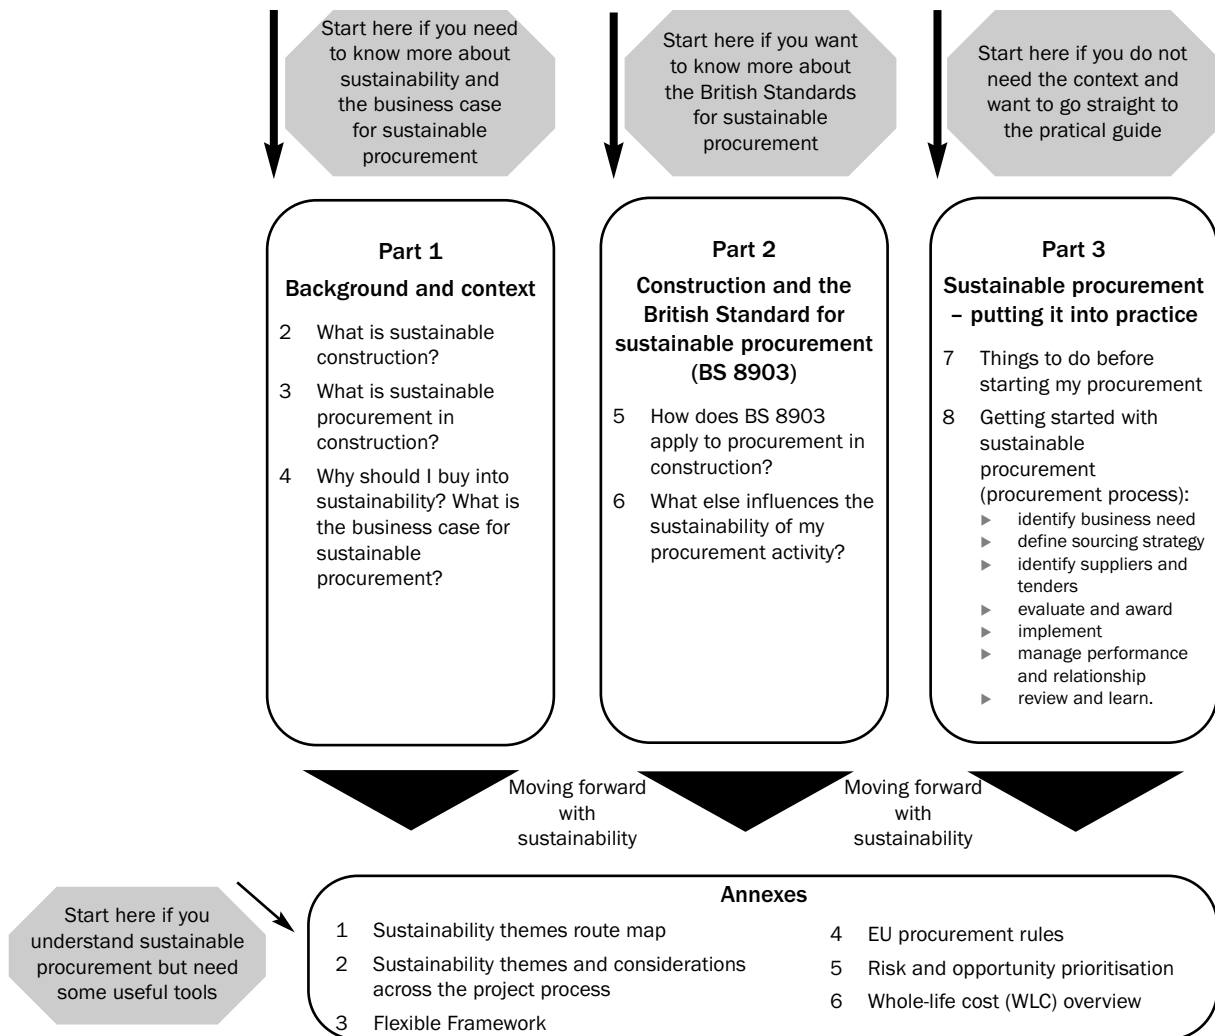 Start here if you need
to know more about
sustainability and
the business case
for sustainable
procurement
Start here if you want
to know more about
the British Standards
for sustainable
procurement
Start here if you do not
need the context and
want to go straight to
the pratical guide
Part 1
Background and context
2 What is sustainable
construction?
3 What is sustainable
procurement in
construction?
4 Why should I buy into
sustainability? What is
the business case for
sustainable
procurement?
Part 2
Construction and the
British Standard for
sustainable procurement
(BS 8903)
5 How does BS 8903
apply to procurement in
construction?
6 What else influences the
sustainability of my
procurement activity?
Part 3
Sustainable procurement
– putting it into practice
7 Things to do before
starting my procurement
8 Getting started with
sustainable
procurement
(procurement process):
▶ identify business need
▶ define sourcing strategy
▶ identify suppliers and
tenders
▶ evaluate and award
▶ implement
▶ manage performance
and relationship
▶ review and learn.
Moving forward
with
sustainability
Moving forward
with
sustainability
Start here if you
understand sustainable
procurement but need
some useful tools
Annexes
1 Sustainability themes route map
2 Sustainability themes and considerations
across the project process
3 Flexible Framework
4 EU procurement rules
5 Risk and opportunity prioritisation
6 Whole-life cost (WLC) overview